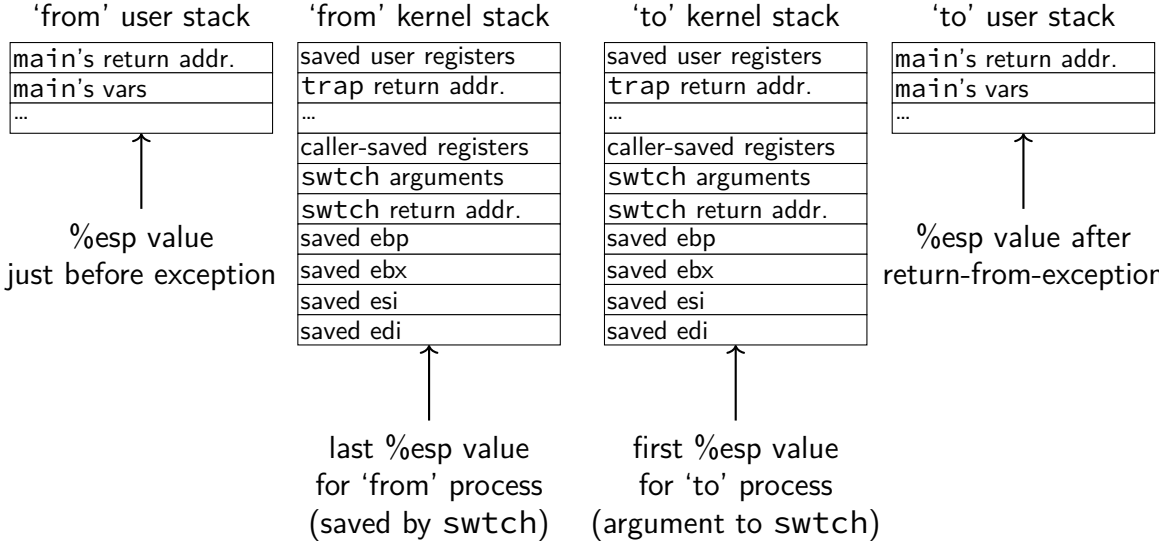 ‘from’ user stack
main’s return addr.
main’s vars
...
%esp value
just before exception
‘from’ kernel stack
saved user registers
trap return addr.
...
caller-saved registers
swtch arguments
swtch return addr.
saved ebp
saved ebx
saved esi
saved edi
last %esp value
for ‘from’ process
(saved by swtch)
‘to’ kernel stack
saved user registers
trap return addr.
...
caller-saved registers
swtch arguments
swtch return addr.
saved ebp
saved ebx
saved esi
saved edi
first %esp value
for ‘to’ process
(argument to swtch)
‘to’ user stack
main’s return addr.
main’s vars
...
%esp value after
return-from-exception